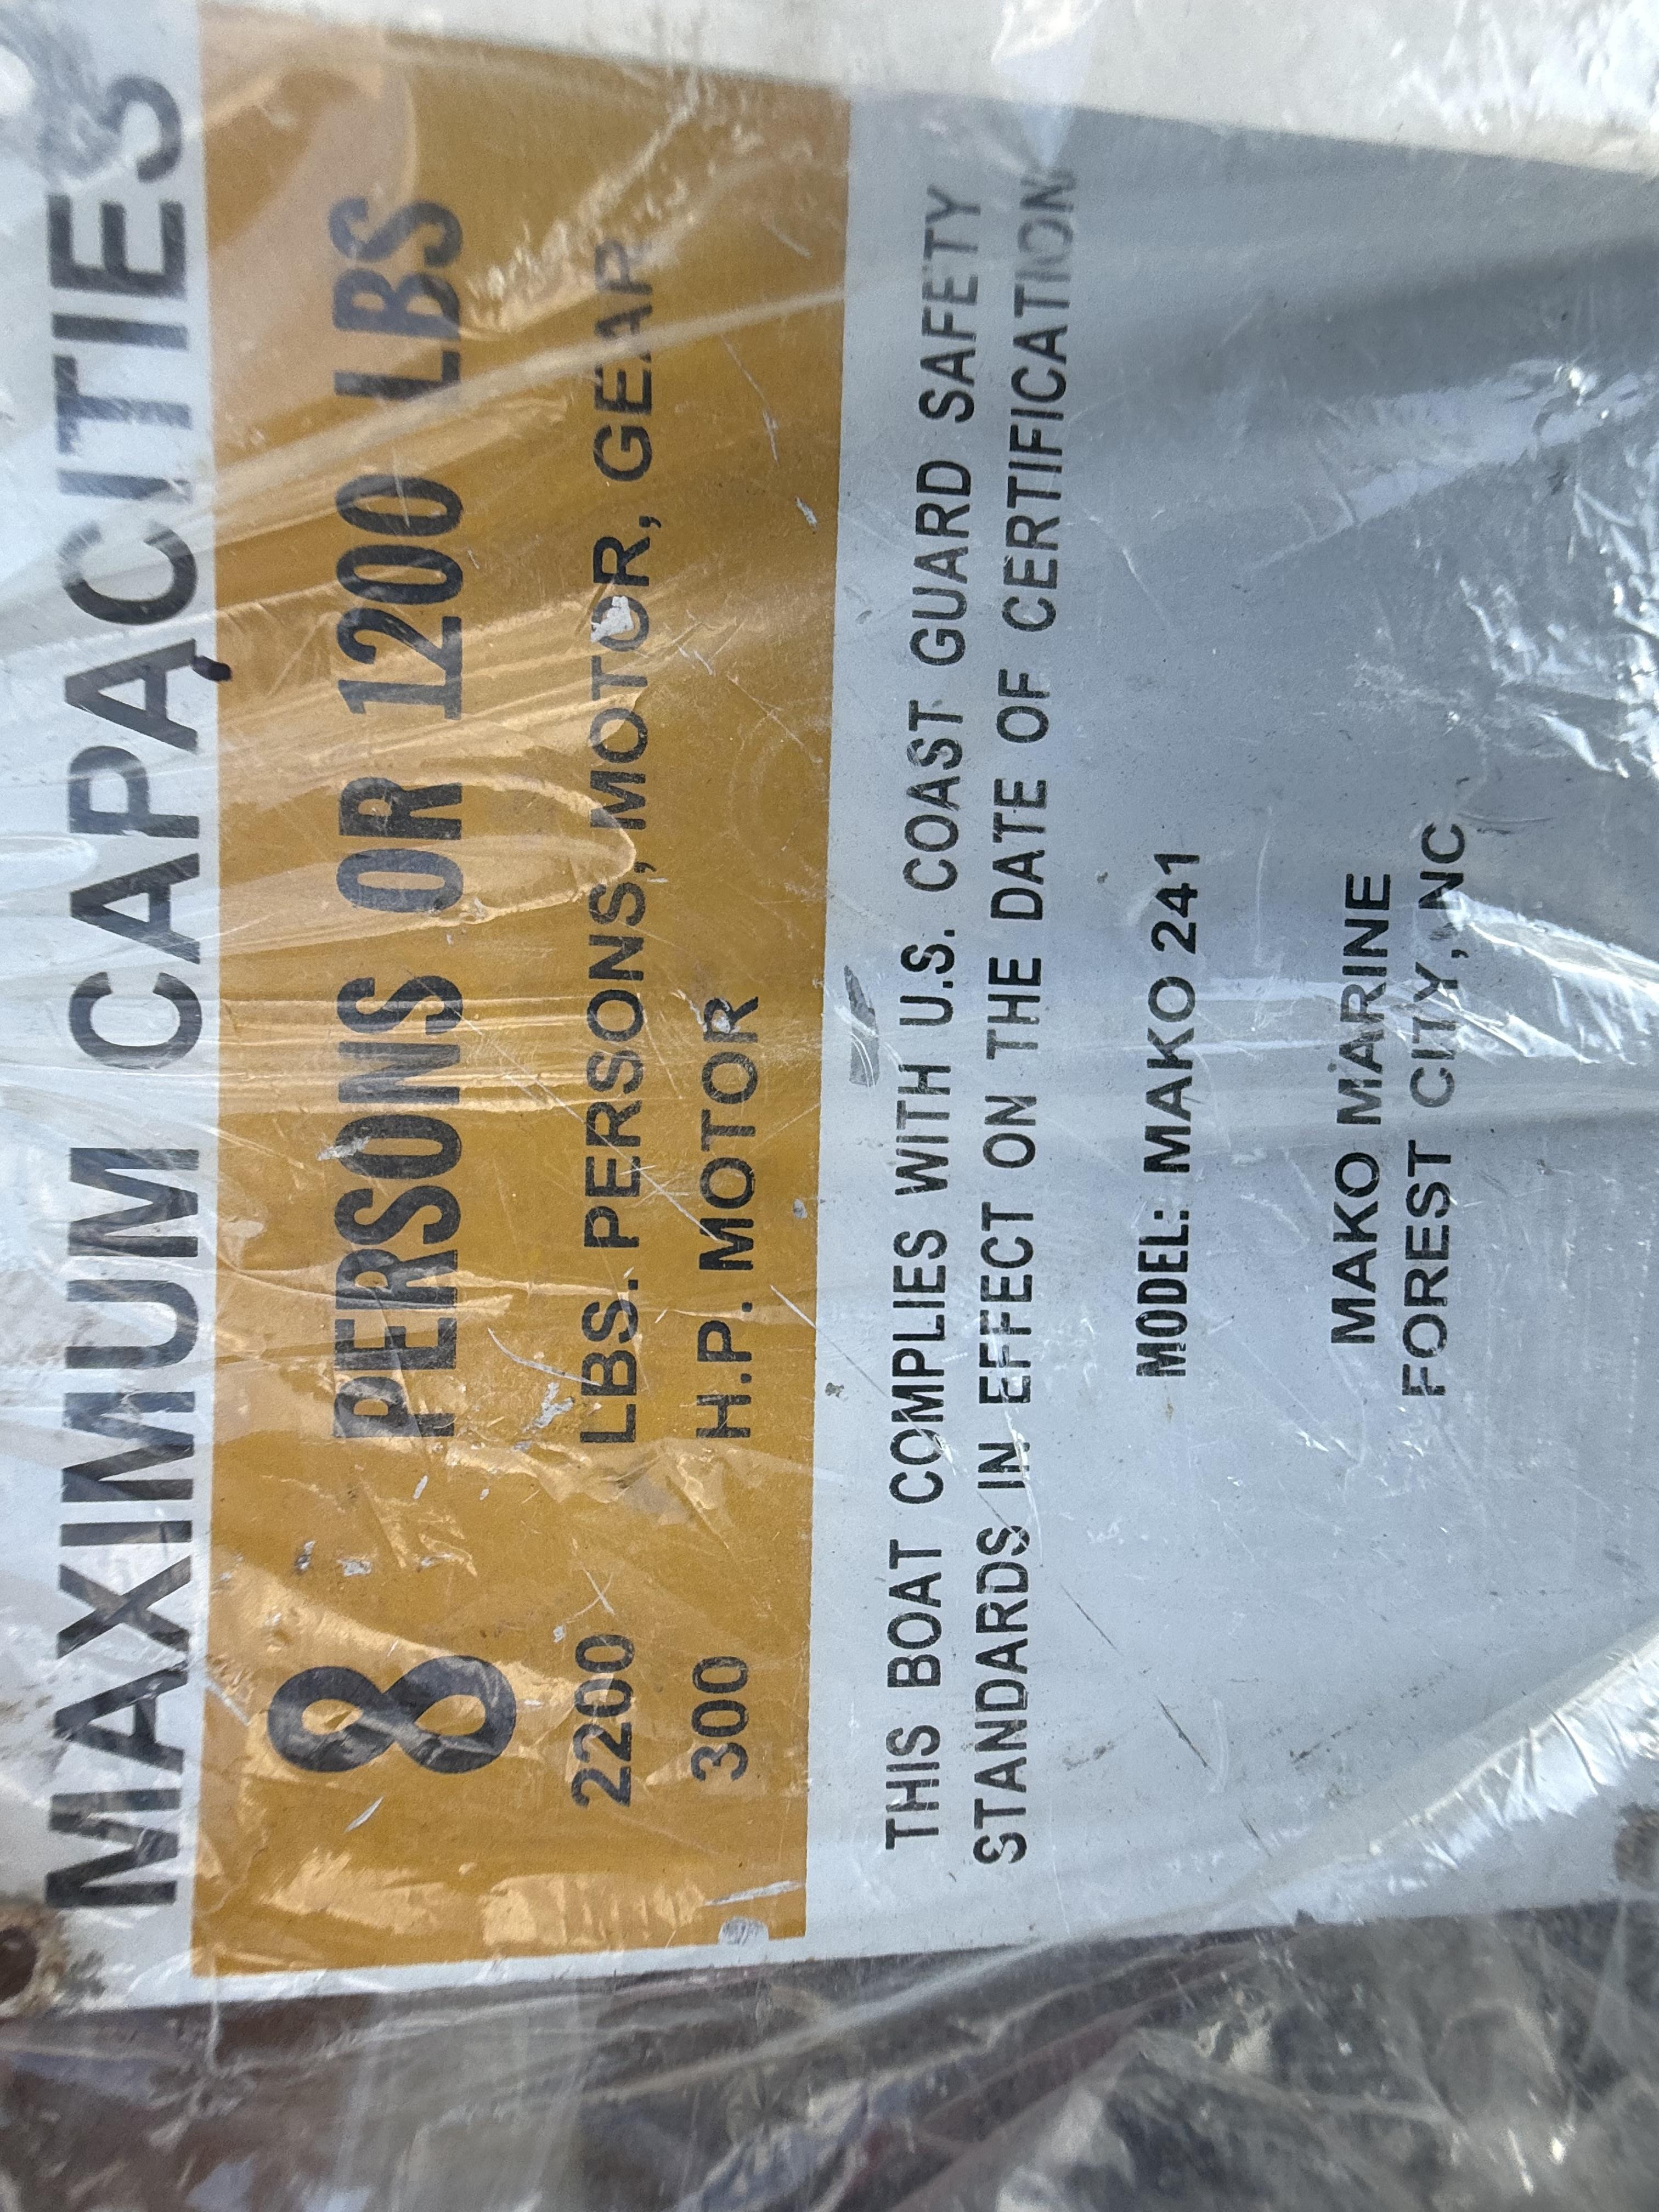 MAXIMUM CAPACITIES
8 PERSONS OR 1200 LBS
2200 LBS. PERSONS, MOTOR, GEAR
300 H.P. MOTOR
THIS BOAT COMPLIES WITH U.S. COAST GUARD SAFETY
STANDARDS IN EFFECT ON THE DATE OF CERTIFICATION
MODEL: MAKO 241
MAKO MARINE
FOREST CITY, NC